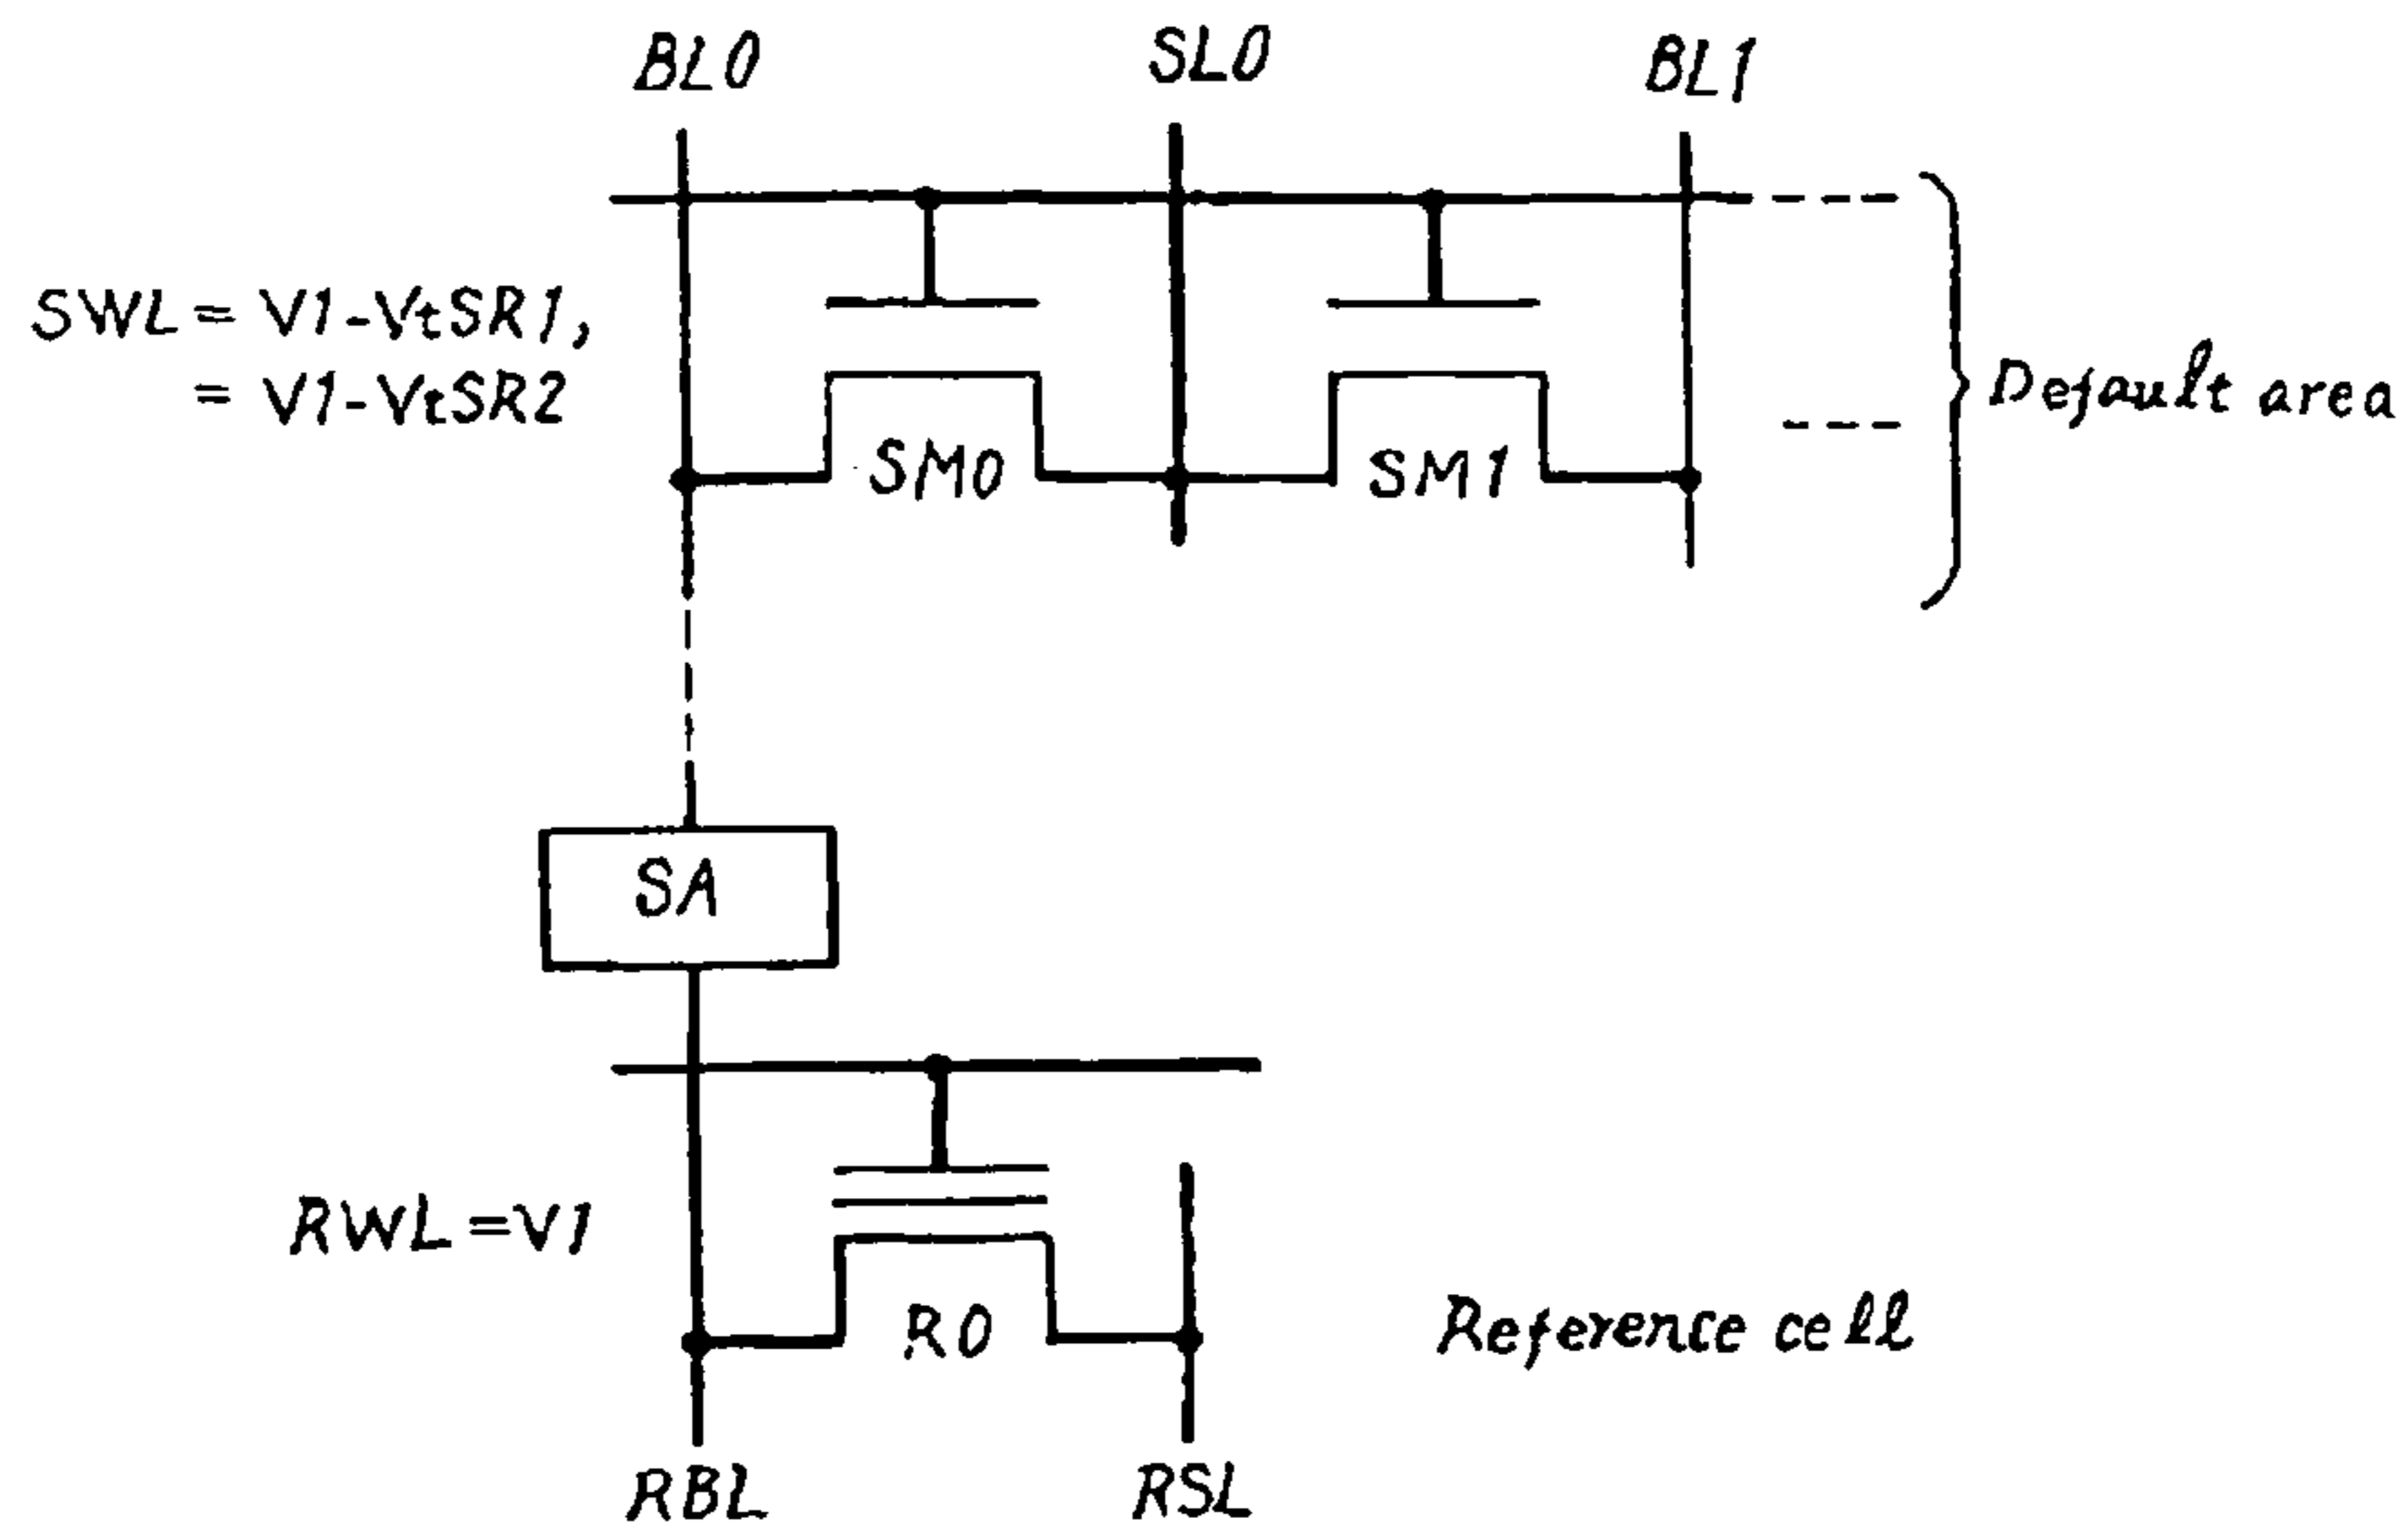 BL0 SL0 BL1
SWL = V1-VtSR1,
= V1-VtSR2
Default area
SM0 SM1
SA
RWL=V1
R0
Reference cell
RBL RSL